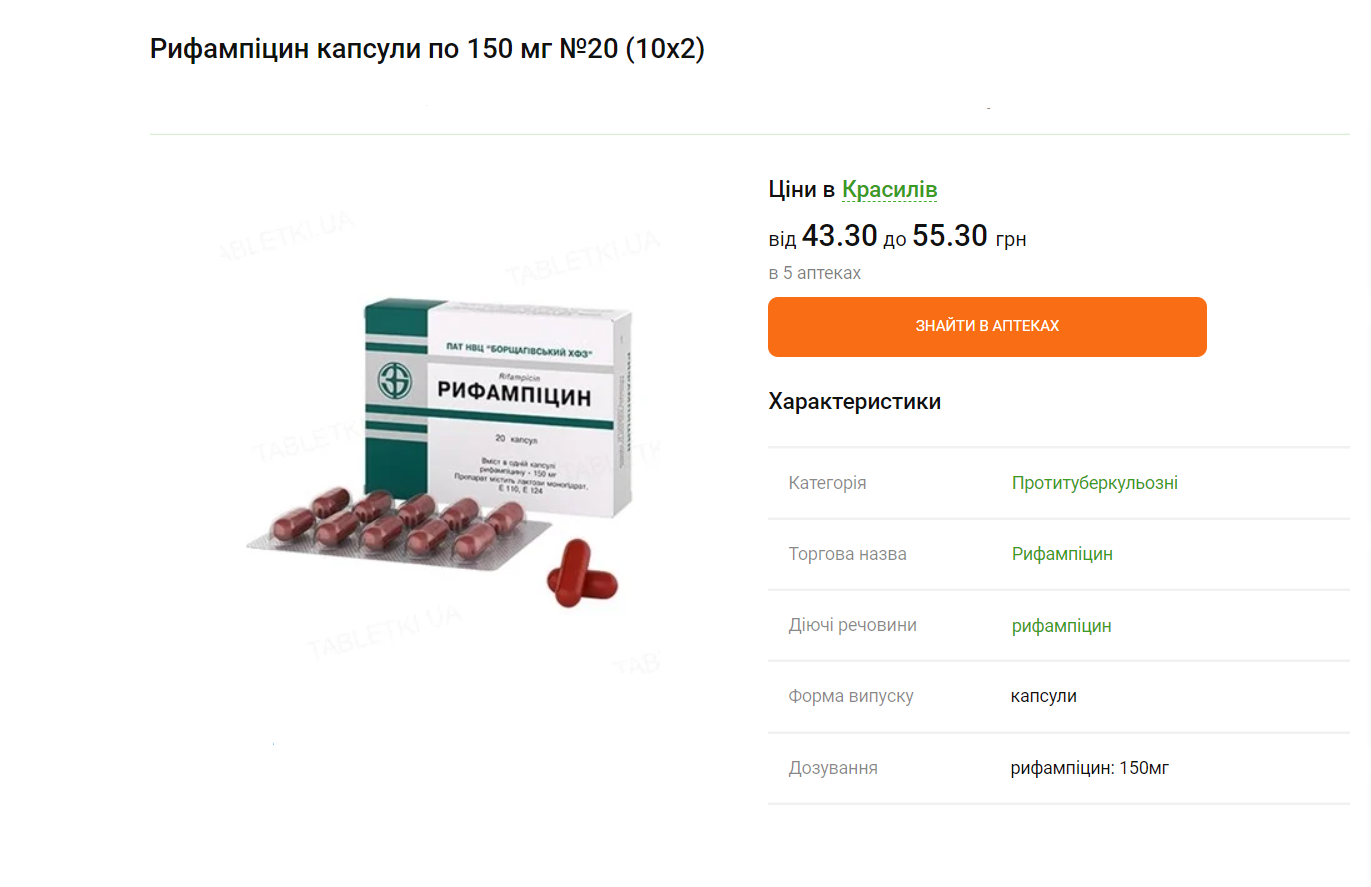 Рифампіцин капсули по 150 мг №20 (10х2)
Ціни в Красилів
від 43.30 до 55.30 грн
в 5 аптеках
ЗНАЙТИ В АПТЕКАХ
Характеристики
Категорія Протитуберкульозні
Торгова назва Рифампіцин
Діючі речовини рифампіцин
Форма випуску капсули
Дозування рифампіцин: 150мг
ПАТ НВЦ "БОРЩАГІВСЬКИЙ ХФЗ"
Rifampicin
РИФАМПІЦИН
20 капсул
Вміст в одній капсулі
рифампіцину - 150 мг
Препарат містить лактози моногідрат,
Е 110, Е 124
TABLETKI.UA
TABLETKI.UA
TABLETKI.UA